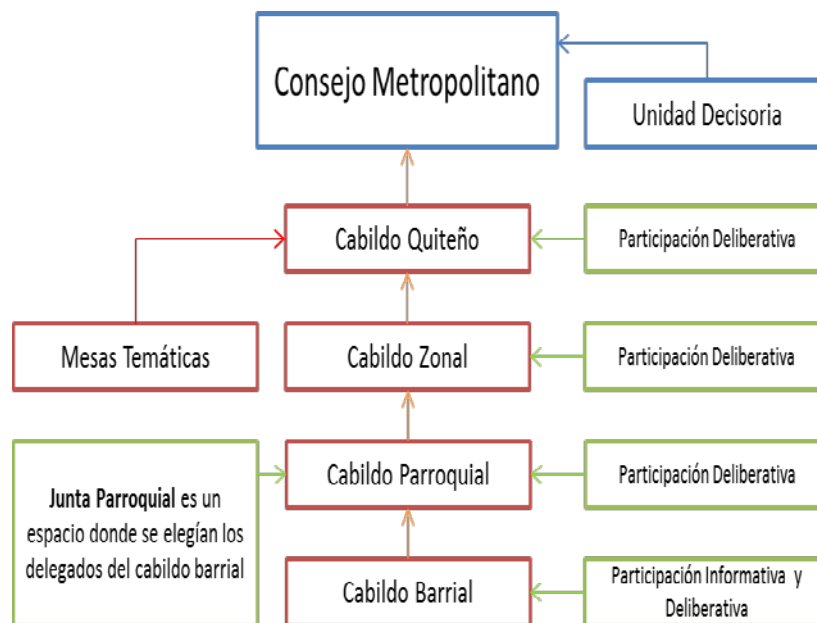 Consejo Metropolitano
Unidad Decisoria
Cabildo Quiteño
Participación Deliberativa
Mesas Temáticas
Cabildo Zonal
Participación Deliberativa
Junta Parroquial es un
espacio donde se elegían los
delegados del cabildo barrial
Cabildo Parroquial
Participación Deliberativa
Cabildo Barrial
Participación Informativa y
Deliberativa